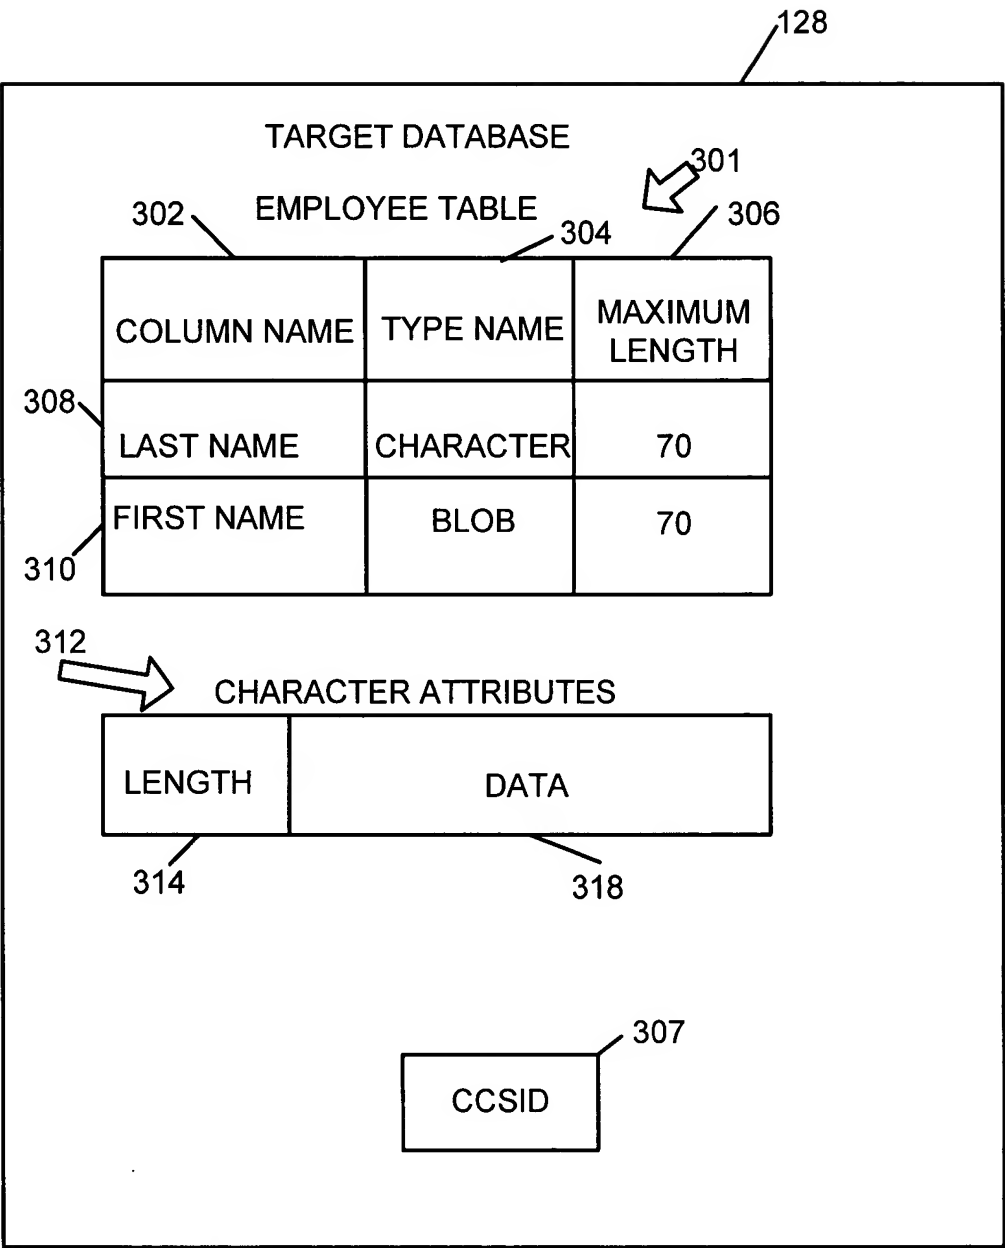 128
TARGET DATABASE
301
EMPLOYEE TABLE
302
304
306
COLUMN NAME
TYPE NAME
MAXIMUM
LENGTH
308
LAST NAME
CHARACTER
70
FIRST NAME
BLOB
70
310
312
CHARACTER ATTRIBUTES
LENGTH
DATA
314
318
307
CCSID